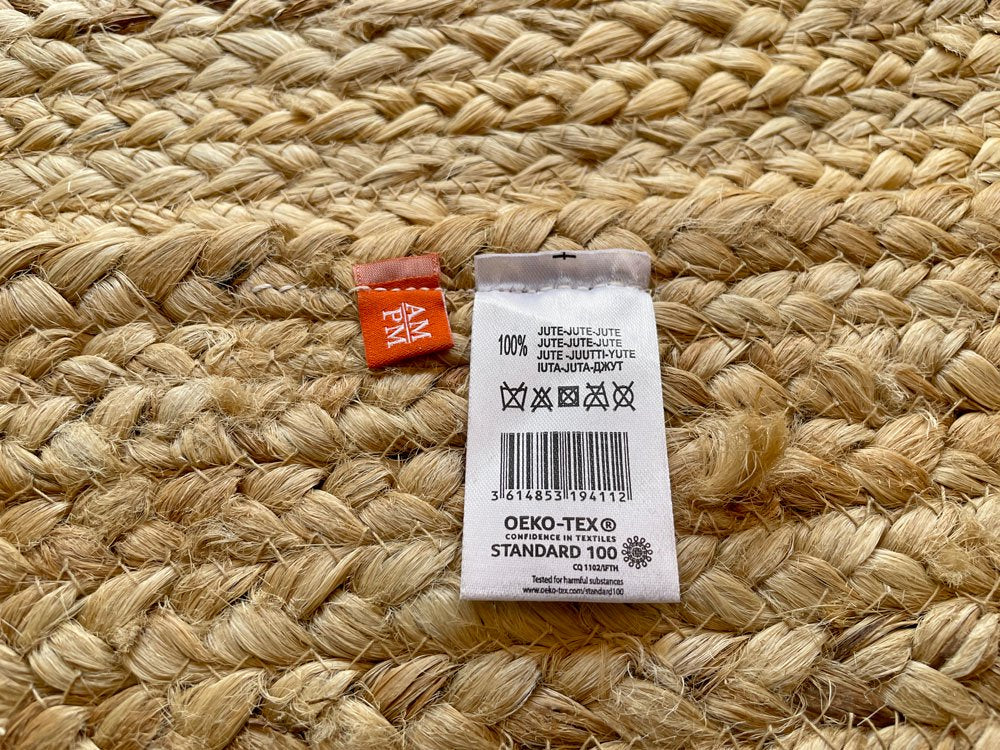 AM
PM
100%
JUTE-JUTE-JUTE
JUTE-JUTE-JUTE
JUTE -JUUTTI-YUTE
IUTA-JUTA-ДЖУТ
3 614853 194112
OEKO-TEX®
CONFIDENCE IN TEXTILES
STANDARD 100
CQ 1102/IFTH
Tested for harmful substances
www.oeko-tex.com/standard100